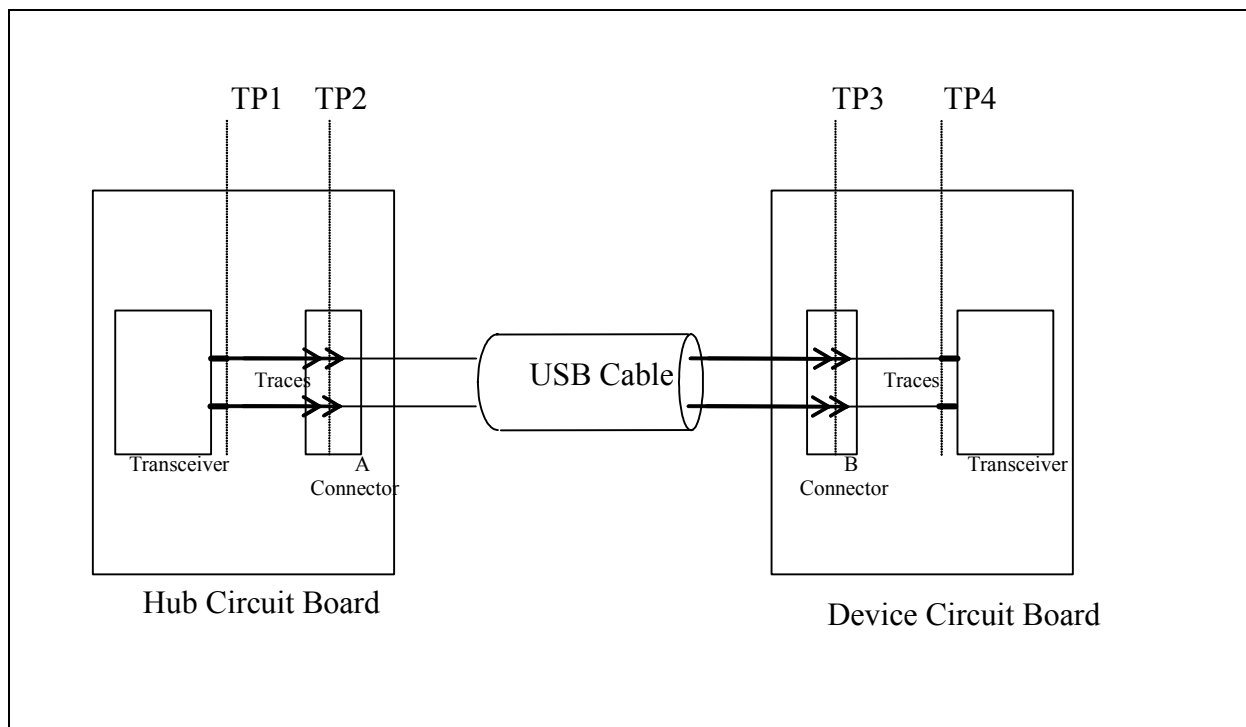 TP1
TP2
TP3
TP4
USB Cable
Traces
Traces
Transceiver
A
Connector
B
Connector
Transceiver
Hub Circuit Board
Device Circuit Board